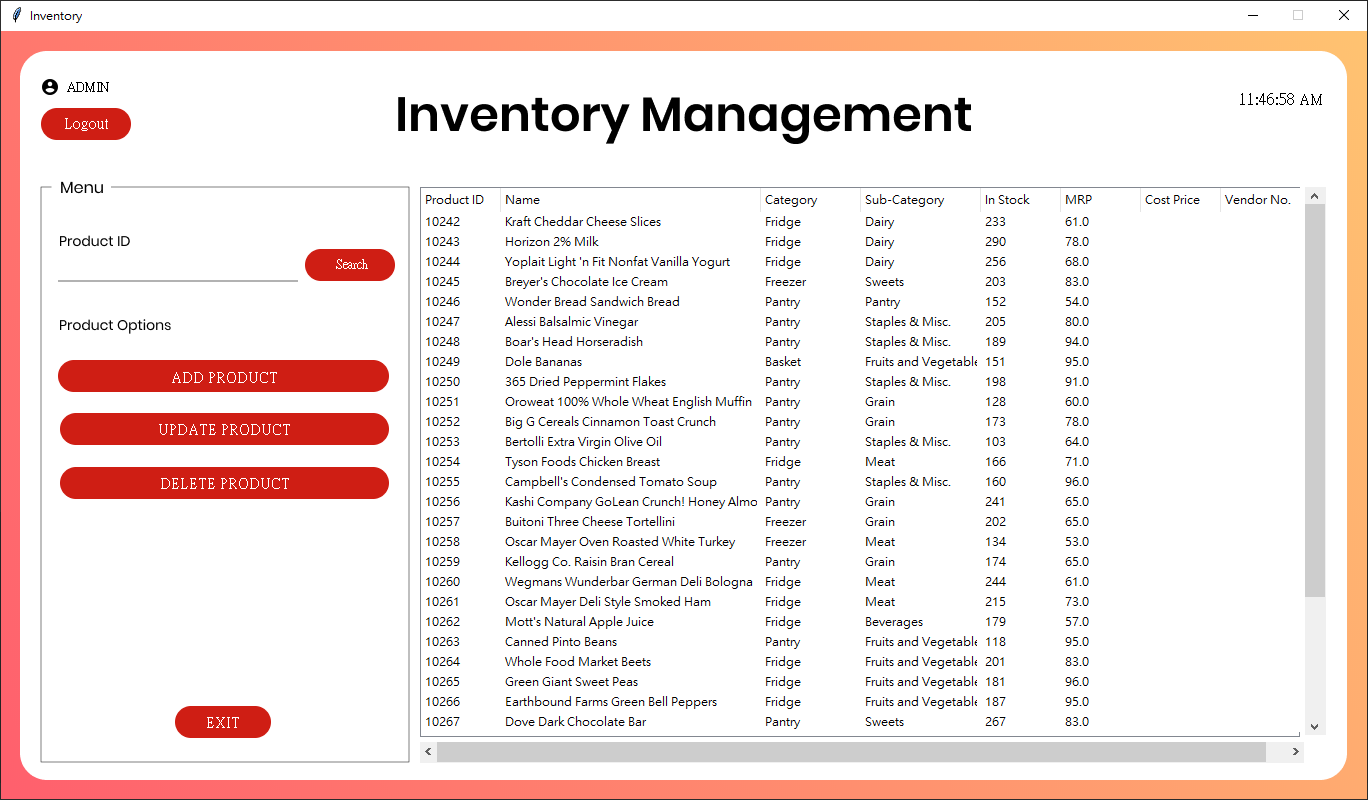 Inventory
ADMIN
Logout
Inventory Management
11:46:58 AM
Menu
Product ID
Search
Product Options
ADD PRODUCT
UPDATE PRODUCT
DELETE PRODUCT
EXIT
Product ID Name Category Sub-Category In Stock MRP Cost Price Vendor No.
10242 Kraft Cheddar Cheese Slices Fridge Dairy 233 61.0
10243 Horizon 2% Milk Fridge Dairy 290 78.0
10244 Yoplait Light 'n Fit Nonfat Vanilla Yogurt Fridge Dairy 256 68.0
10245 Breyer's Chocolate Ice Cream Freezer Sweets 203 83.0
10246 Wonder Bread Sandwich Bread Pantry Pantry 152 54.0
10247 Alessi Balsalmic Vinegar Pantry Staples & Misc. 205 80.0
10248 Boar's Head Horseradish Pantry Staples & Misc. 189 94.0
10249 Dole Bananas Basket Fruits and Vegetable 151 95.0
10250 365 Dried Peppermint Flakes Pantry Staples & Misc. 198 91.0
10251 Oroweat 100% Whole Wheat English Muffin Pantry Grain 128 60.0
10252 Big G Cereals Cinnamon Toast Crunch Pantry Grain 173 78.0
10253 Bertolli Extra Virgin Olive Oil Pantry Staples & Misc. 103 64.0
10254 Tyson Foods Chicken Breast Fridge Meat 166 71.0
10255 Campbell's Condensed Tomato Soup Pantry Staples & Misc. 160 96.0
10256 Kashi Company GoLean Crunch! Honey Almo Pantry Grain 241 65.0
10257 Buitoni Three Cheese Tortellini Freezer Grain 202 65.0
10258 Oscar Mayer Oven Roasted White Turkey Freezer Meat 134 53.0
10259 Kellogg Co. Raisin Bran Cereal Pantry Grain 174 65.0
10260 Wegmans Wunderbar German Deli Bologna Fridge Meat 244 61.0
10261 Oscar Mayer Deli Style Smoked Ham Fridge Meat 215 73.0
10262 Mott's Natural Apple Juice Fridge Beverages 179 57.0
10263 Canned Pinto Beans Pantry Fruits and Vegetable 118 95.0
10264 Whole Food Market Beets Fridge Fruits and Vegetable 201 83.0
10265 Green Giant Sweet Peas Fridge Fruits and Vegetable 181 96.0
10266 Earthbound Farms Green Bell Peppers Fridge Fruits and Vegetable 187 95.0
10267 Dove Dark Chocolate Bar Pantry Sweets 267 83.0